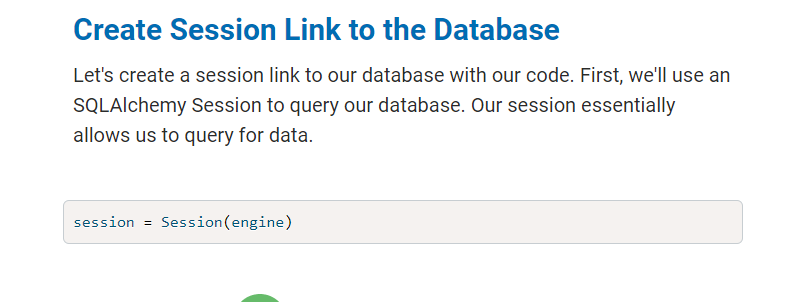 Create Session Link to the Database
Let's create a session link to our database with our code. First, we'll use an
SQLAlchemy Session to query our database. Our session essentially
allows us to query for data.
session = Session(engine)